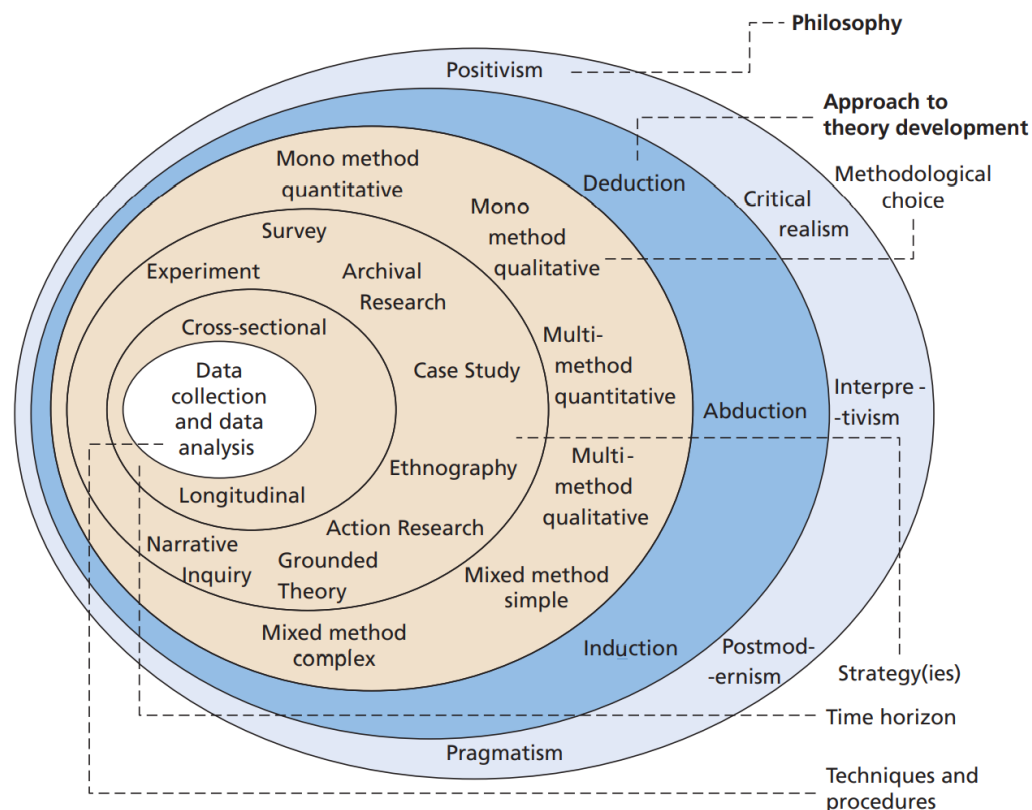 Philosophy
Positivism
Approach to
theory development
Mono method
quantitative
Deduction
Methodological
choice
Critical
realism
Mono
method
qualitative
Survey
Experiment
Archival
Research
Cross-sectional
Multi-
method
quantitative
Data
collection
and data
analysis
Case Study
Abduction
Interpre-
-tivism
Ethnography
Multi-
method
qualitative
Longitudinal
Action Research
Narrative
Inquiry
Grounded
Theory
Mixed method
simple
Mixed method
complex
Induction
Postmod-
-ernism
Strategy(ies)
Time horizon
Pragmatism
Techniques and
procedures